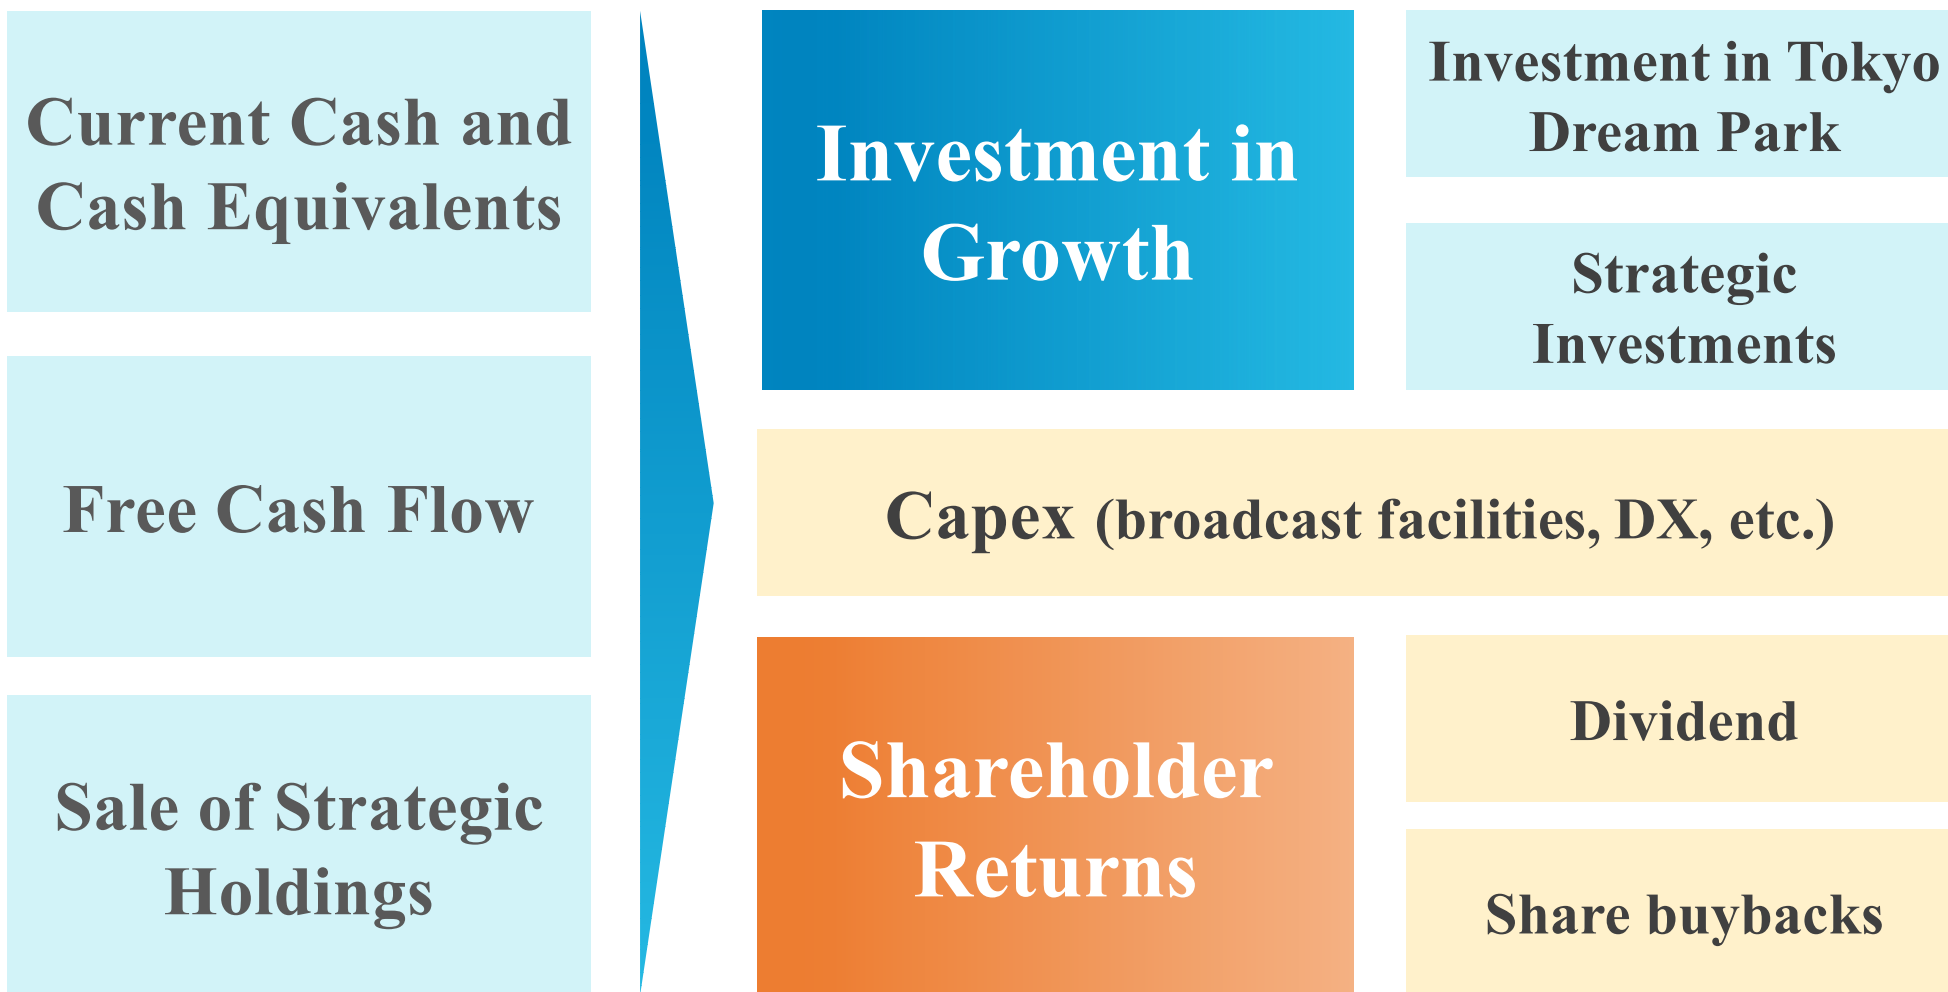 Current Cash and
Cash Equivalents
Free Cash Flow
Sale of Strategic
Holdings
Investment in
Growth
Investment in Tokyo
Dream Park
Strategic
Investments
Capex (broadcast facilities, DX, etc.)
Shareholder
Returns
Dividend
Share buybacks